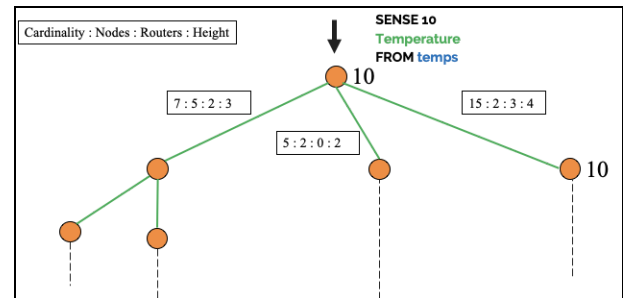 Cardinality : Nodes : Routers : Height
SENSE 10
Temperature
FROM temps
10
7 : 5 : 2 : 3
15 : 2 : 3 : 4
5 : 2 : 0 : 2
10